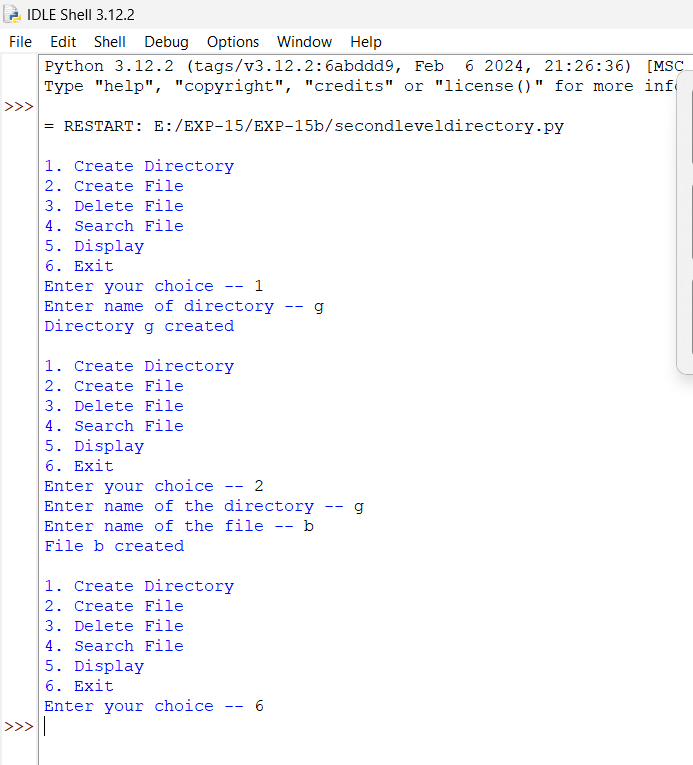 IDLE Shell 3.12.2
File Edit Shell Debug Options Window Help
Python 3.12.2 (tags/v3.12.2:6abddd9, Feb  6 2024, 21:26:36) [MSC
Type "help", "copyright", "credits" or "license()" for more info
>>>
= RESTART: E:/EXP-15/EXP-15b/secondleveldirectory.py
1. Create Directory
2. Create File
3. Delete File
4. Search File
5. Display
6. Exit
Enter your choice -- 1
Enter name of directory -- g
Directory g created
1. Create Directory
2. Create File
3. Delete File
4. Search File
5. Display
6. Exit
Enter your choice -- 2
Enter name of the directory -- g
Enter name of the file -- b
File b created
1. Create Directory
2. Create File
3. Delete File
4. Search File
5. Display
6. Exit
Enter your choice -- 6
>>>